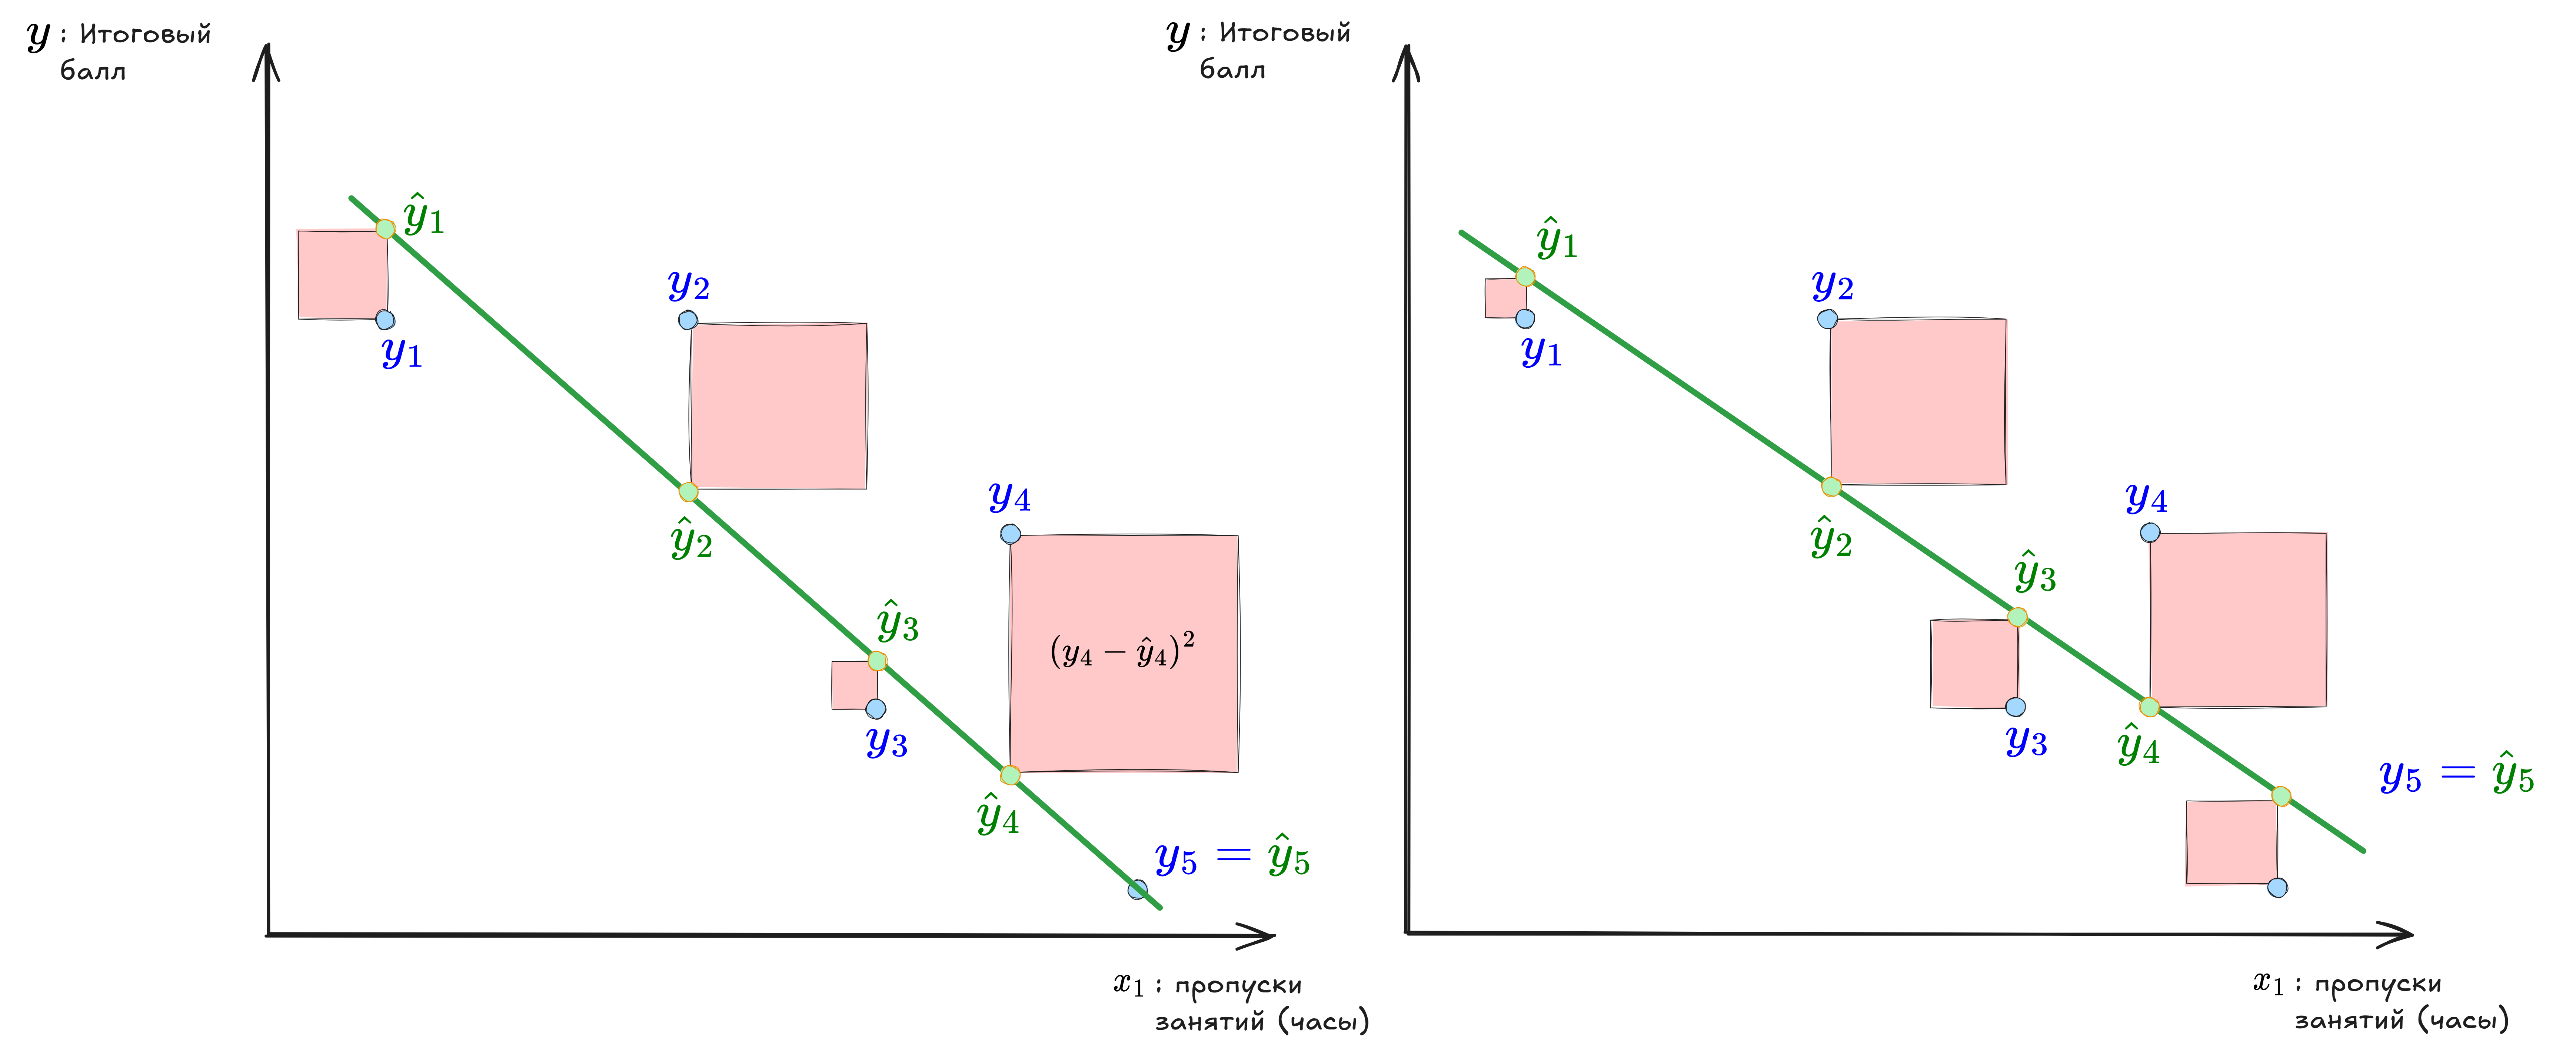 y : Итоговый
балл
ŷ₁
y₁
y₂
ŷ₂
ŷ₃
y₃
y₄
(y₄ − ŷ₄)²
ŷ₄
y₅ = ŷ₅
x₁ : пропуски
занятий (часы)
y : Итоговый
балл
ŷ₁
y₁
y₂
ŷ₂
ŷ₃
y₃
y₄
ŷ₄
y₅ = ŷ₅
x₁ : пропуски
занятий (часы)